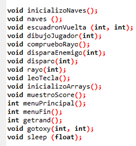 void inicializoNaves();
void naves ();
void escuadronVuelta (int, int);
void dibujoJugador(int);
void comprueboRayo();
void disparaEnemigo(int);
void disparo(int);
void rayo(int);
void leoTecla();
void inicializoArrays();
void muestroScore();
int menuPrincipal();
int menuFin();
int getrand();
void gotoxy(int, int);
void sleep (float);